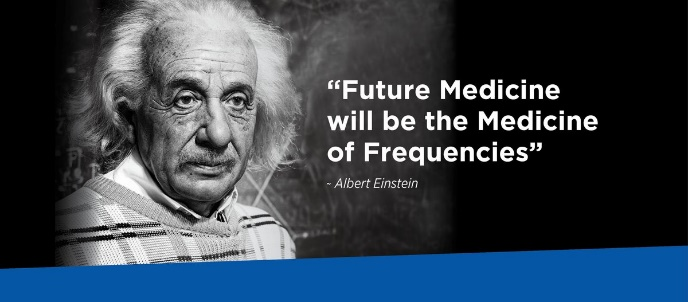 “Future Medicine
will be the Medicine
of Frequencies”
~ Albert Einstein